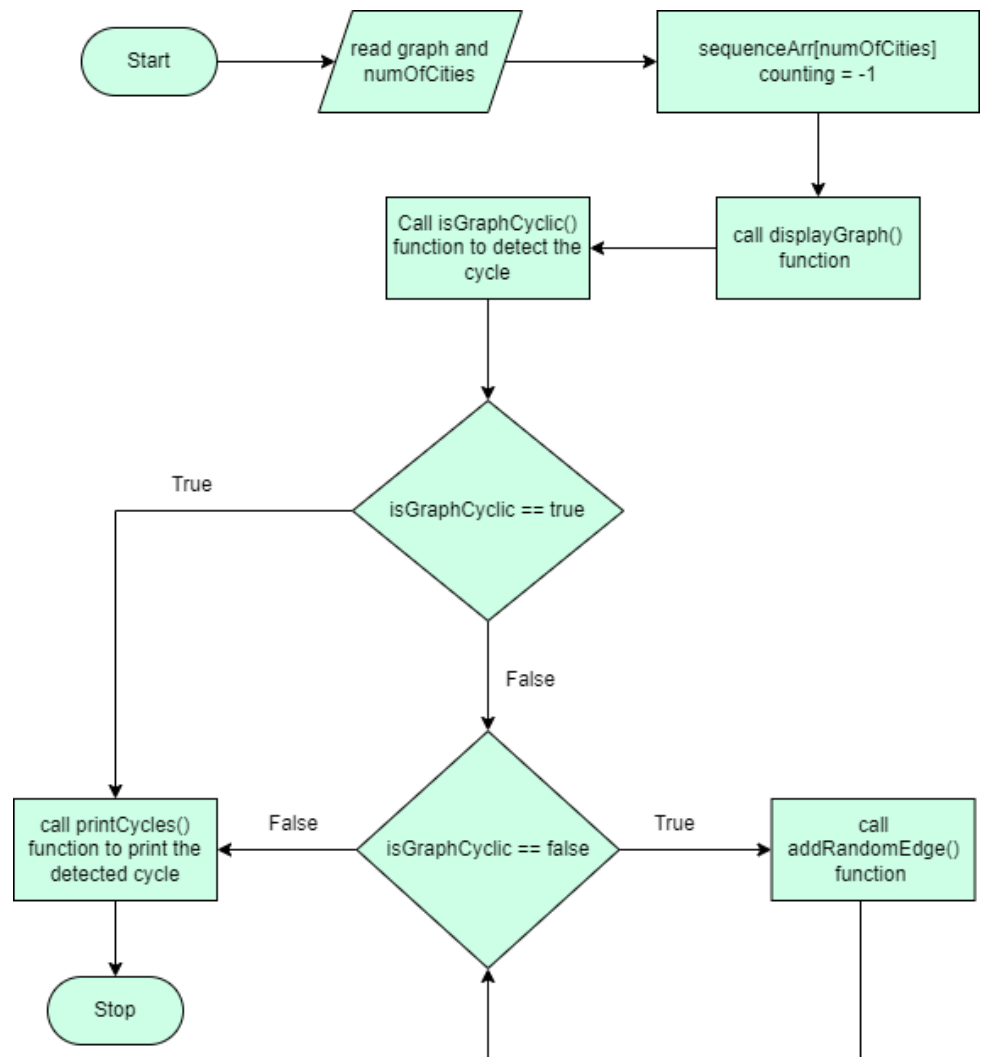 Start
read graph and
numOfCities
sequenceArr[numOfCities]
counting = -1
Call isGraphCyclic()
function to detect the
cycle
call displayGraph()
function
True
isGraphCyclic == true
False
call printCycles()
function to print the
detected cycle
False
isGraphCyclic == false
True
call
addRandomEdge()
function
Stop